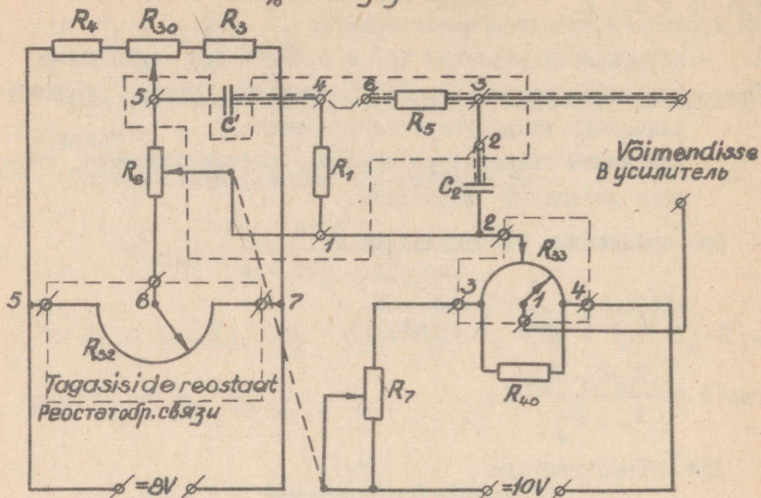 R4 R30 R3
5 C' 4 6 R5 3
2
R6 R1 C2
Võimendisse
В усилитель
1 2 R33
5 6 7 3 1 4
R32
R40
R7
Tagasiside reostaat
Реостат обр. связи
=8V =10V